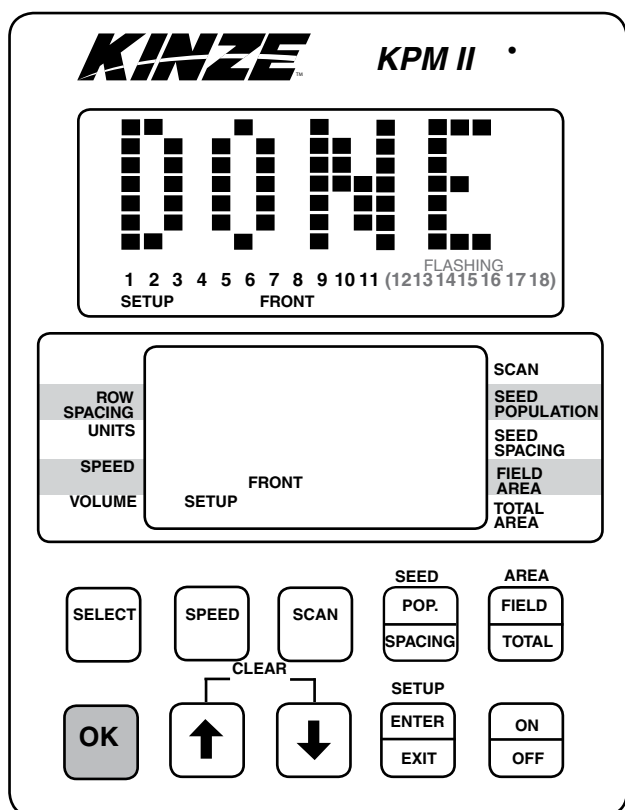 KINZE™ KPM II
DONE
FLASHING
1 2 3 4 5 6 7 8 9 10 11 (12 13 14 15 16 17 18)
SETUP FRONT
ROW
SPACING
UNITS
SPEED
VOLUME
FRONT
SETUP
SCAN
SEED
POPULATION
SEED
SPACING
FIELD
AREA
TOTAL
AREA
SEED AREA
SELECT SPEED SCAN POP. FIELD
SPACING TOTAL
CLEAR
SETUP
OK ENTER ON
EXIT OFF